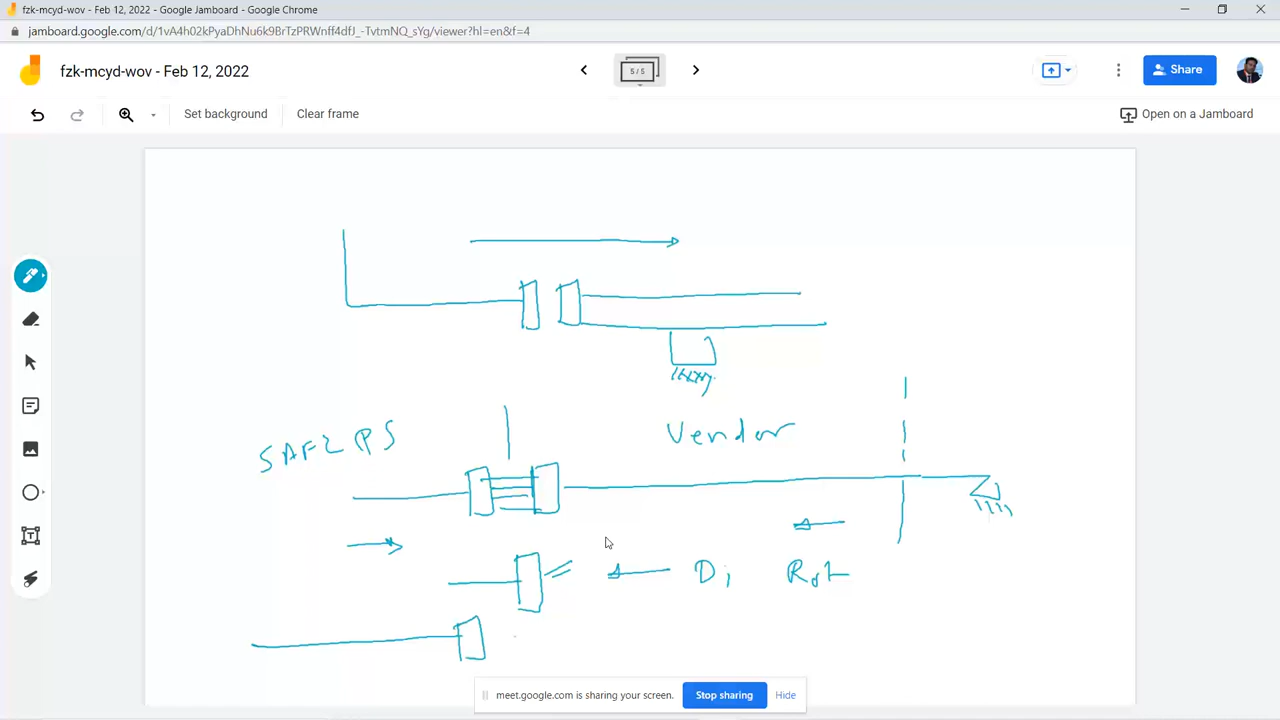 fzk-mcyd-wov - Feb 12, 2022 - Google Jamboard - Google Chrome
jamboard.google.com/d/1vA4h02kPyaDhNu6k9BrTzPRWnff4dfJ_-TvtmNQ_sYg/viewer?hl=en&f=4
fzk-mcyd-wov - Feb 12, 2022
5 / 5
Share
Set background
Clear frame
Open on a Jamboard
Vendor
Di Rot
meet.google.com is sharing your screen.
Stop sharing
Hide